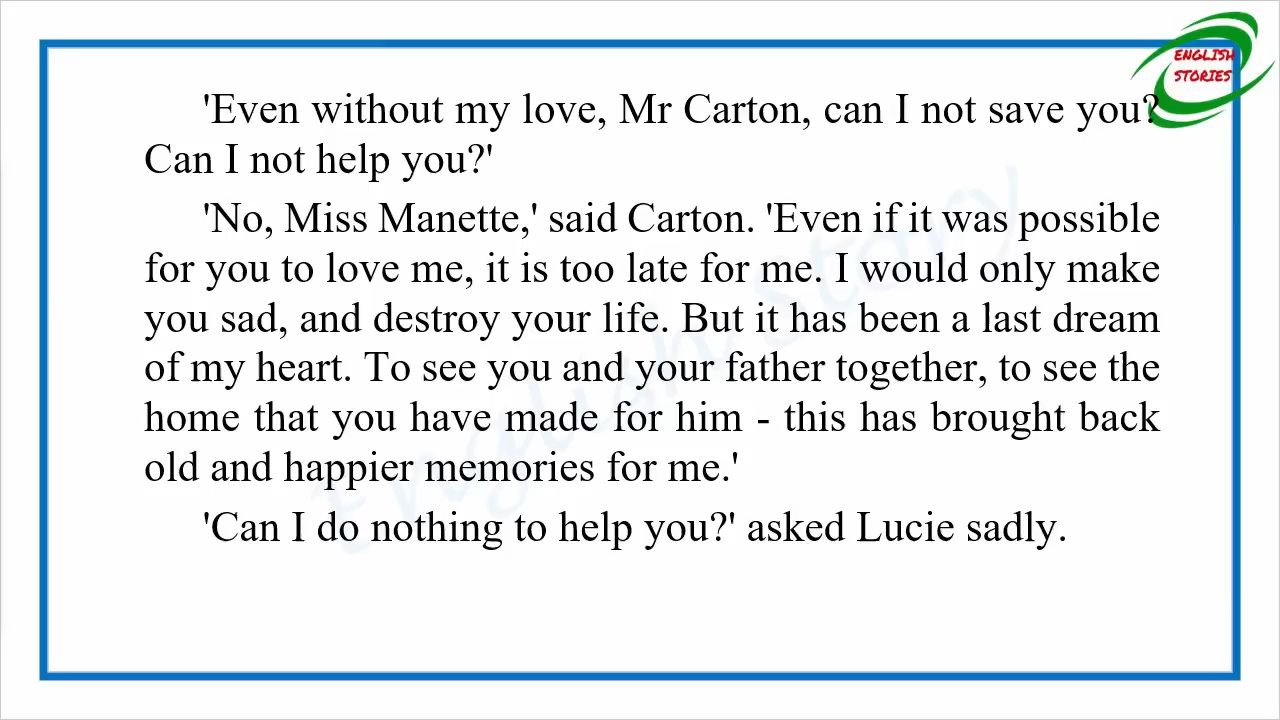 ENGLISH
STORIES
'Even without my love, Mr Carton, can I not save you?
Can I not help you?'
'No, Miss Manette,' said Carton. 'Even if it was possible
for you to love me, it is too late for me. I would only make
you sad, and destroy your life. But it has been a last dream
of my heart. To see you and your father together, to see the
home that you have made for him - this has brought back
old and happier memories for me.'
'Can I do nothing to help you?' asked Lucie sadly.
English Story